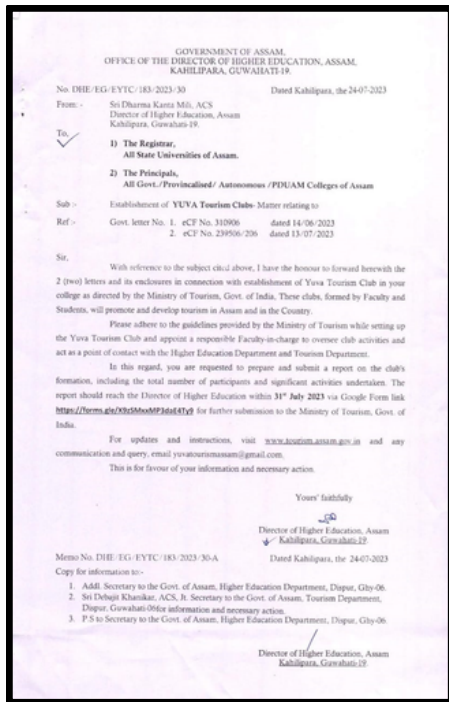 GOVERNMENT OF ASSAM,
OFFICE OF THE DIRECTOR OF HIGHER EDUCATION, ASSAM,
KAHILIPARA, GUWAHATI-19.
No. DHE/EG/EYTC/183/2023/30 Dated Kahilipara, the 24-07-2023
From: - Sri Dharma Kanta Mili, ACS
Director of Higher Education, Assam
Kahilipara, Guwahati-19.
To,
1) The Registrar,
All State Universities of Assam.
2) The Principals,
All Govt./Provincalised/ Autonomous /PDUAM Colleges of Assam
Sub :- Establishment of YUVA Tourism Clubs- Matter relating to
Ref :- Govt. letter No. 1. eCF No. 310906 dated 14/06/2023
2. eCF No. 239506/206 dated 13/07/2023
Sir,
With reference to the subject cited above, I have the honour to forward herewith the
2 (two) letters and its enclosures in connection with establishment of Yuva Tourism Club in your
college as directed by the Ministry of Tourism, Govt. of India, These clubs, formed by Faculty and
Students, will promote and develop tourism in Assam and in the Country.
Please adhere to the guidelines provided by the Ministry of Tourism while setting up
the Yuva Tourism Club and appoint a responsible Faculty-in-charge to oversee club activities and
act as a point of contact with the Higher Education Department and Tourism Department.
In this regard, you are requested to prepare and submit a report on the club's
formation, including the total number of participants and significant activities undertaken. The
report should reach the Director of Higher Education within 31st July 2023 via Google Form link
https://forms.gle/X9zSMxxMP3daE4Ty9 for further submission to the Ministry of Tourism, Govt. of
India.
For updates and instructions, visit www.tourism.assam.gov.in and any
communication and query, email yuvatourismassam@gmail.com.
This is for favour of your information and necessary action.
Yours' faithfully
Director of Higher Education, Assam
Kahilipara, Guwahati-19.
Memo No. DHE/EG/EYTC/183/2023/30-A Dated Kahilipara, the 24-07-2023
Copy for information to:-
1. Addl. Secretary to the Govt. of Assam, Higher Education Department, Dispur, Ghy-06.
2. Sri Debajit Khanikar, ACS, Jt. Secretary to the Govt. of Assam, Tourism Department,
Dispur, Guwahati-06for information and necessary action.
3. P.S to Secretary to the Govt. of Assam, Higher Education Department, Dispur, Ghy-06.
Director of Higher Education, Assam
Kahilipara, Guwahati-19.